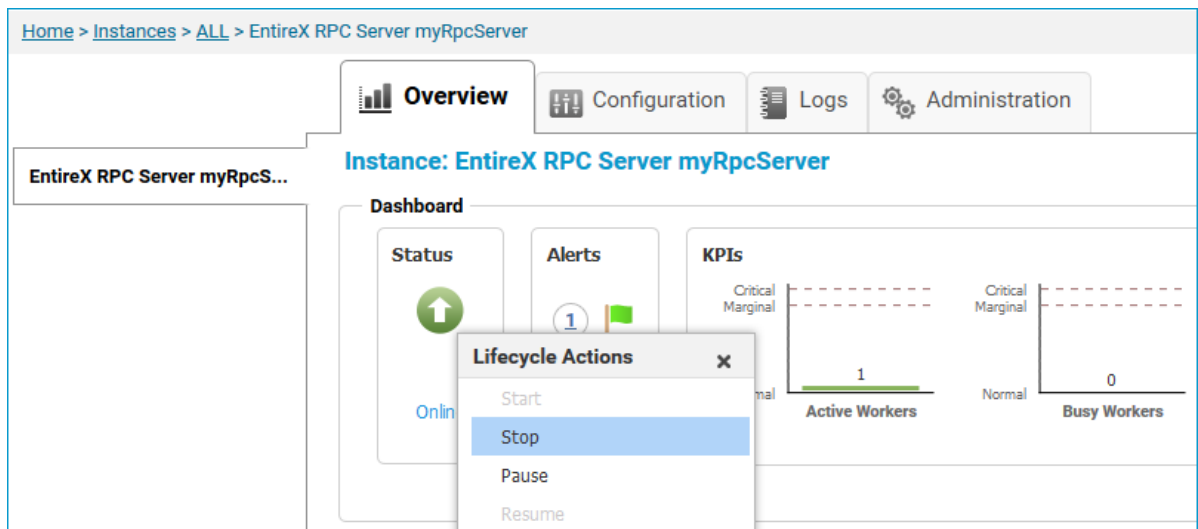 Home > Instances > ALL > EntireX RPC Server myRpcServer
Overview
Configuration
Logs
Administration
EntireX RPC Server myRpcS...
Instance: EntireX RPC Server myRpcServer
Dashboard
Status
Onlin
Alerts
1
KPIs
Critical
Marginal
mal
1
Active Workers
Critical
Marginal
Normal
0
Busy Workers
Lifecycle Actions
Start
Stop
Pause
Resume